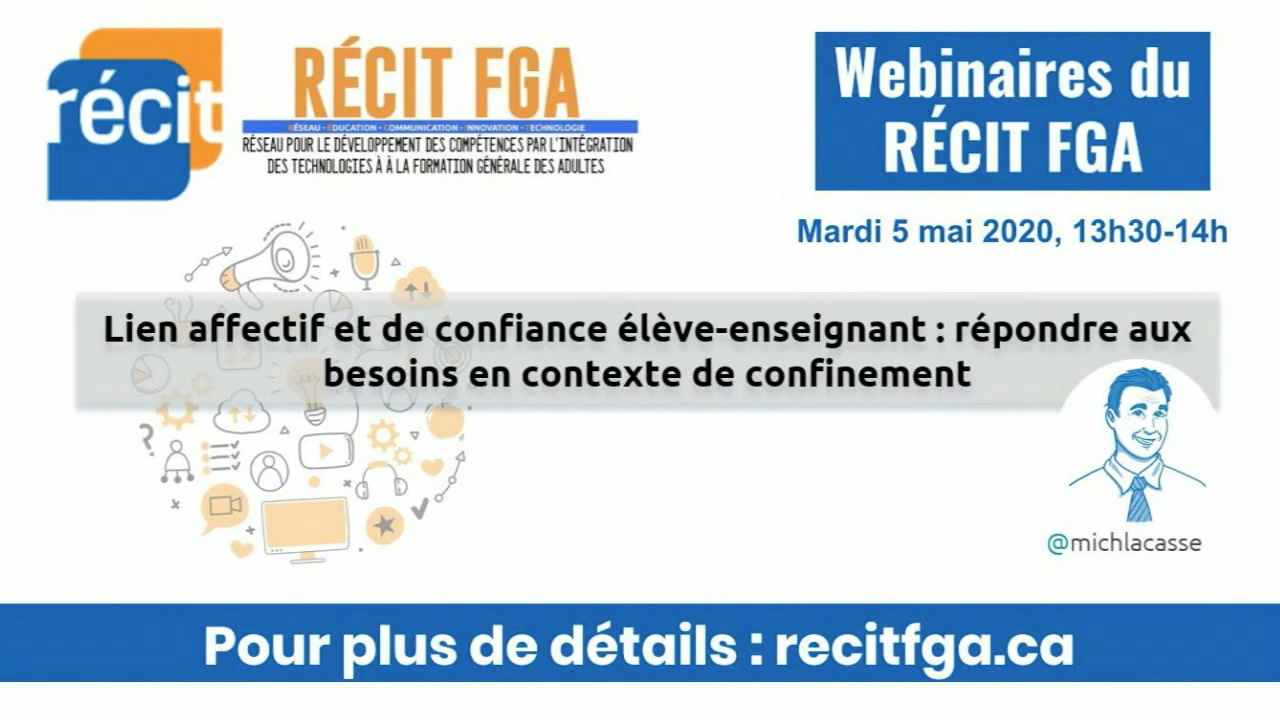 récit
RÉCIT FGA
RÉSEAU - ÉDUCATION - COMMUNICATION - INNOVATION - TECHNOLOGIE
RÉSEAU POUR LE DÉVELOPPEMENT DES COMPÉTENCES PAR L'INTÉGRATION
DES TECHNOLOGIES À À LA FORMATION GÉNÉRALE DES ADULTES
Webinaires du
RÉCIT FGA
Mardi 5 mai 2020, 13h30-14h
Lien affectif et de confiance élève-enseignant : répondre aux
besoins en contexte de confinement
@michlacasse
Pour plus de détails : recitfga.ca